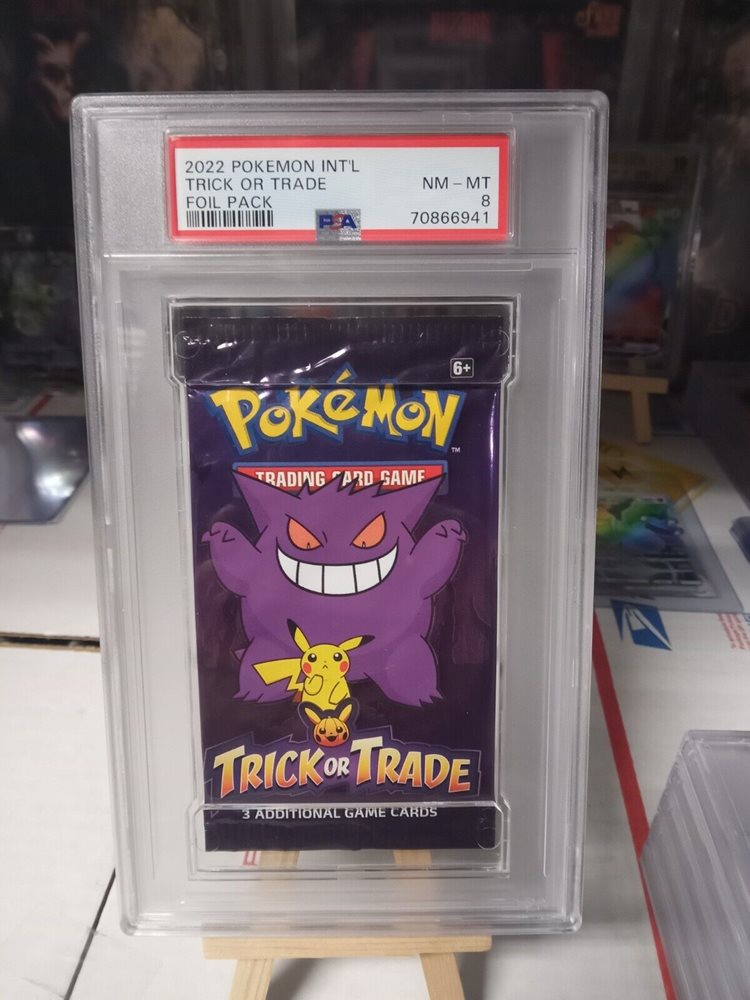 2022 POKEMON INT'L
TRICK OR TRADE NM - MT
FOIL PACK 8
PSA 70866941
6+
POKéMON
TM
TRADING CARD GAME
TRICK OR TRADE
3 ADDITIONAL GAME CARDS